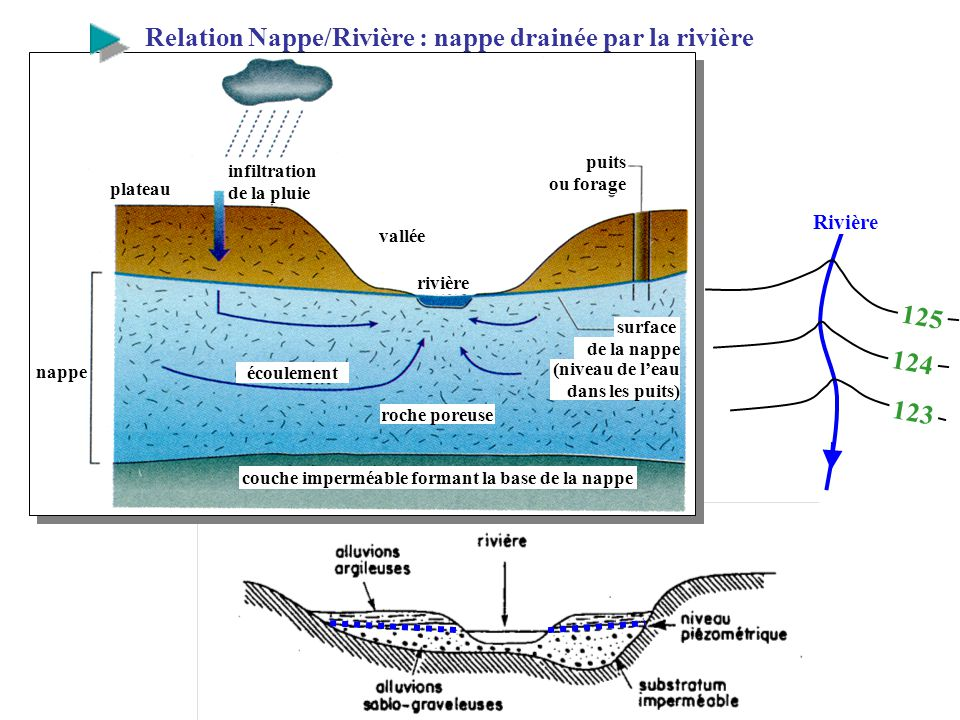 Relation Nappe/Rivière : nappe drainée par la rivière
infiltration
de la pluie
plateau
puits
ou forage
vallée
rivière
surface
de la nappe
(niveau de l’eau
dans les puits)
nappe
écoulement
roche poreuse
couche imperméable formant la base de la nappe
Rivière
125
124
123
alluvions
argileuses
riviére
niveau
piézométrique
alluvions
sablo-graveleuses
substratum
imperméable